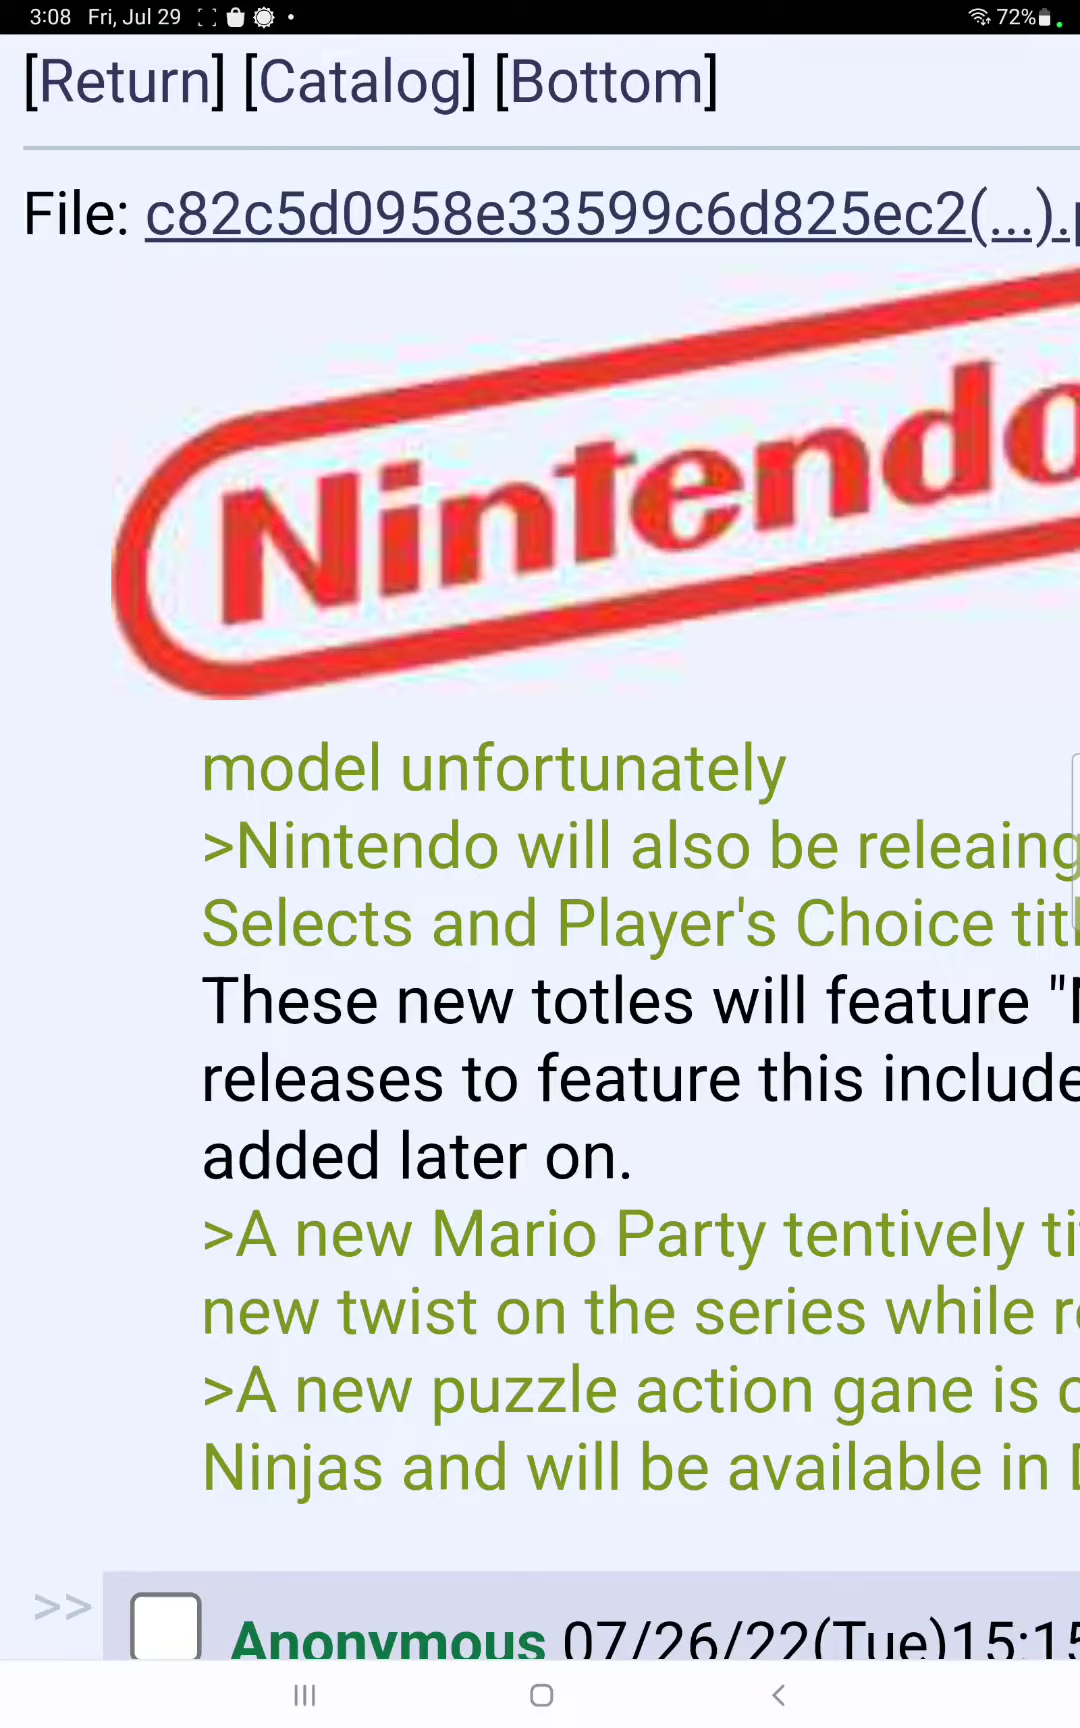 3:08 Fri, Jul 29 72%
[Return] [Catalog] [Bottom]
File: c82c5d0958e33599c6d825ec2(...).
Nintendo
model unfortunately
>Nintendo will also be releaing
Selects and Player's Choice
These new totles will feature "
releases to feature this include
added later on.
>A new Mario Party tentively
new twist on the series while
>A new puzzle action gane is
Ninjas and will be available in
>>
Anonymous 07/26/22(Tue)15:15